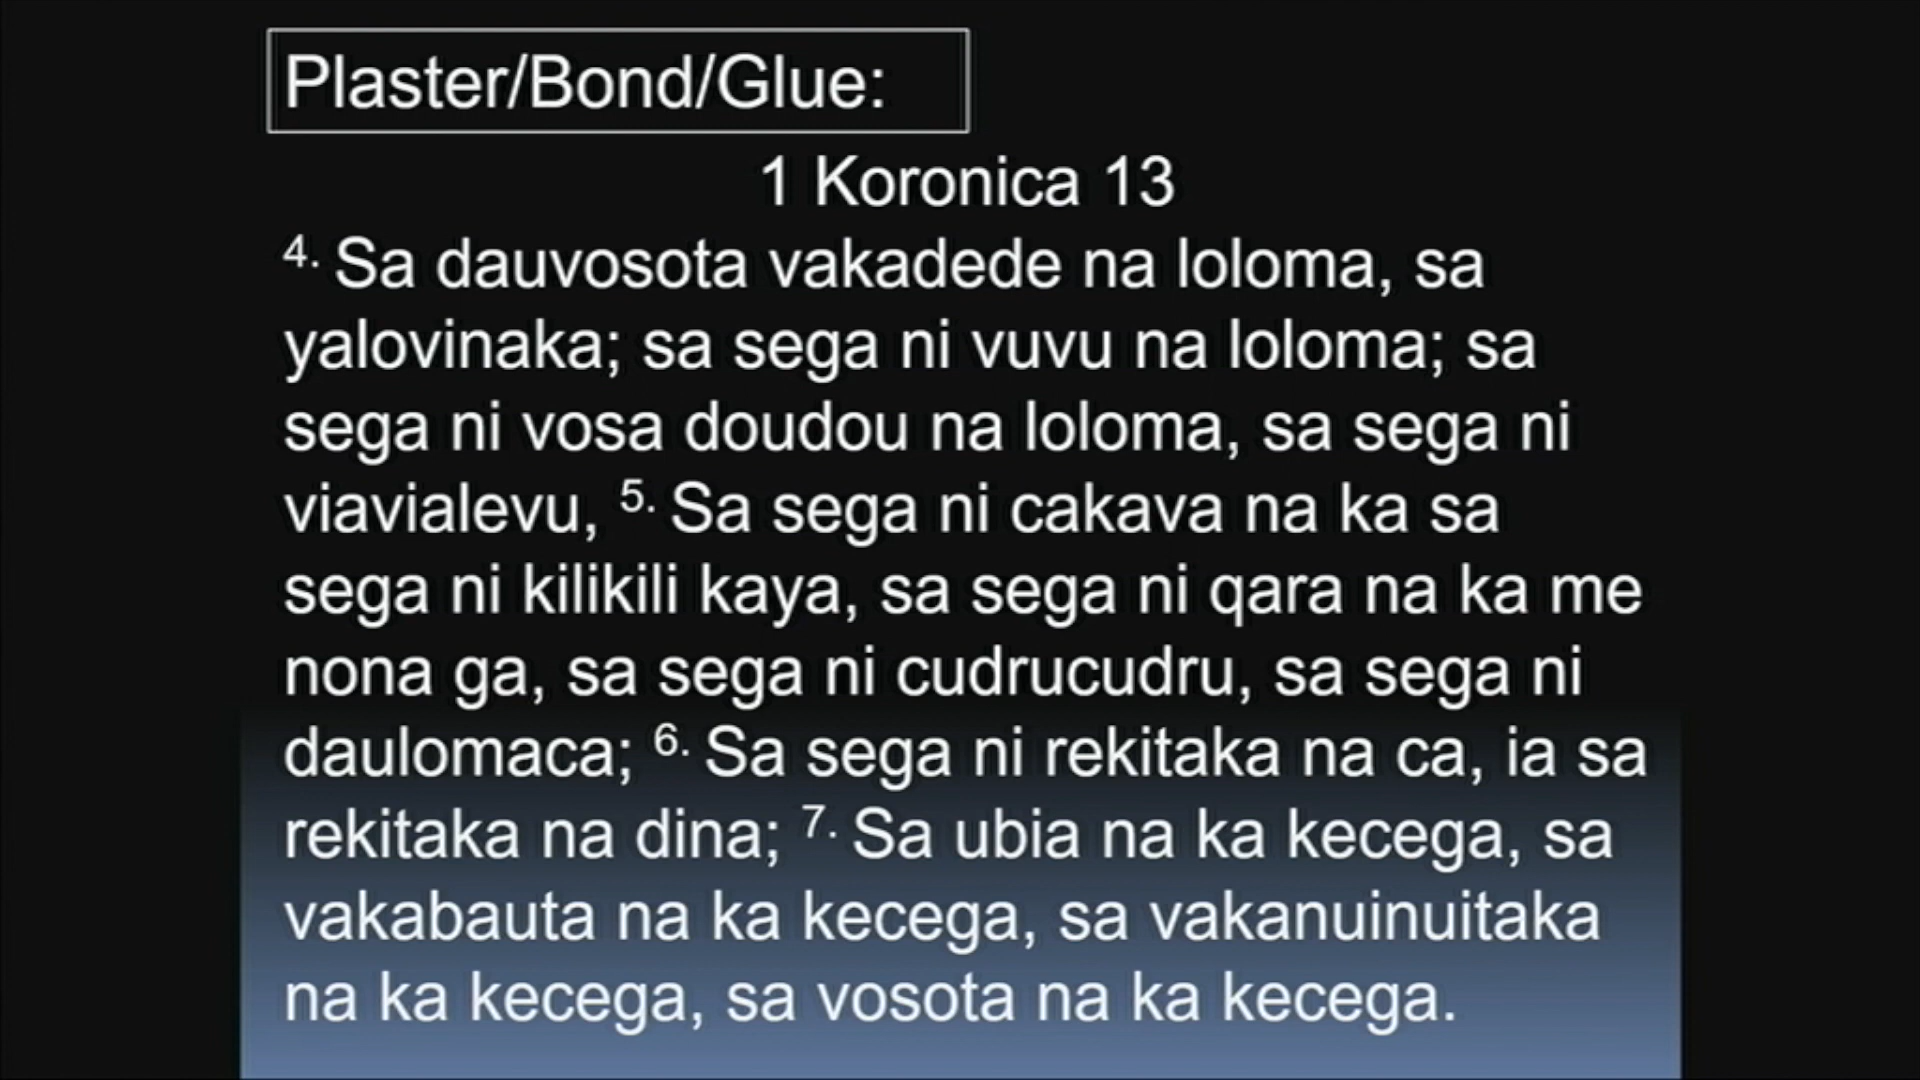 Plaster/Bond/Glue:
1 Koronica 13
4. Sa dauvosota vakadede na loloma, sa
yalovinaka; sa sega ni vuvu na loloma; sa
sega ni vosa doudou na loloma, sa sega ni
viavialevu, 5. Sa sega ni cakava na ka sa
sega ni kilikili kaya, sa sega ni qara na ka me
nona ga, sa sega ni cudrucudru, sa sega ni
daulomaca; 6. Sa sega ni rekitaka na ca, ia sa
rekitaka na dina; 7. Sa ubia na ka kecega, sa
vakabauta na ka kecega, sa vakanuinuitaka
na ka kecega, sa vosota na ka kecega.